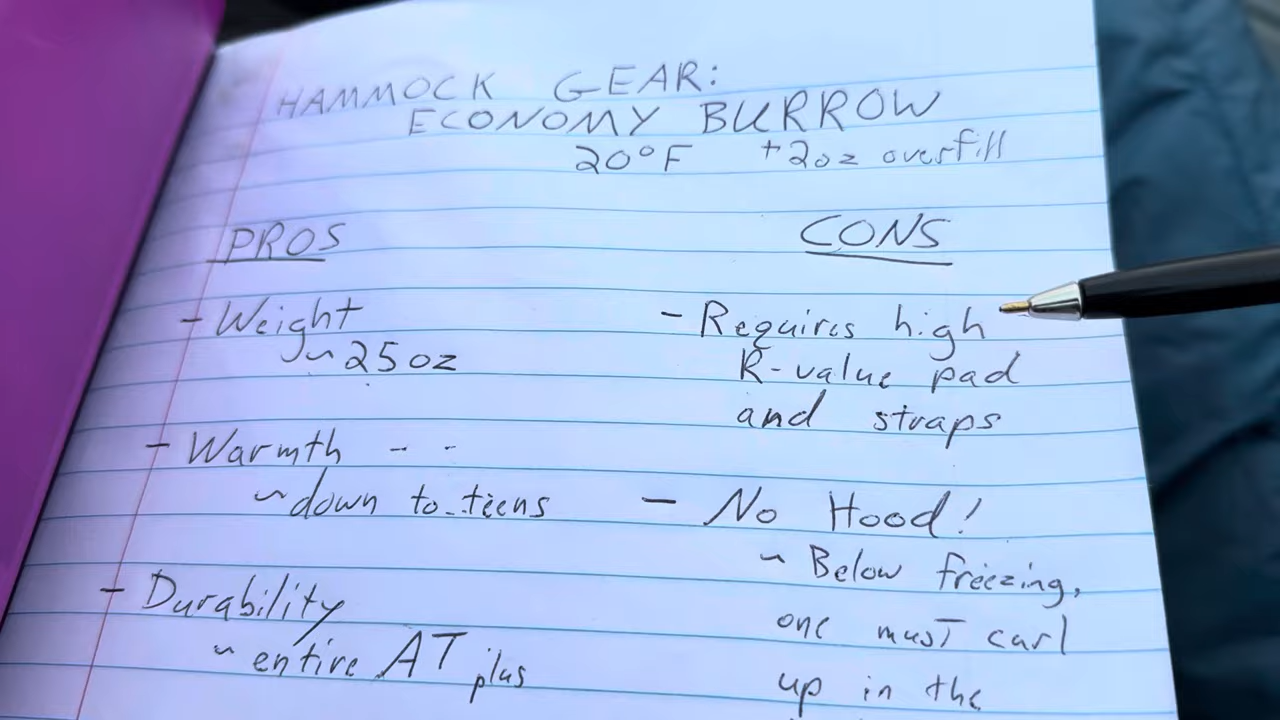 HAMMOCK GEAR:
ECONOMY BURROW
20°F +2oz overfill
PROS
- Weight
~ 25oz
- Warmth - -
~ down to teens
- Durability
~ entire AT plus
CONS
- Requires high
R-value pad
and straps
- No Hood!
~ Below freezing,
one must curl
up in the